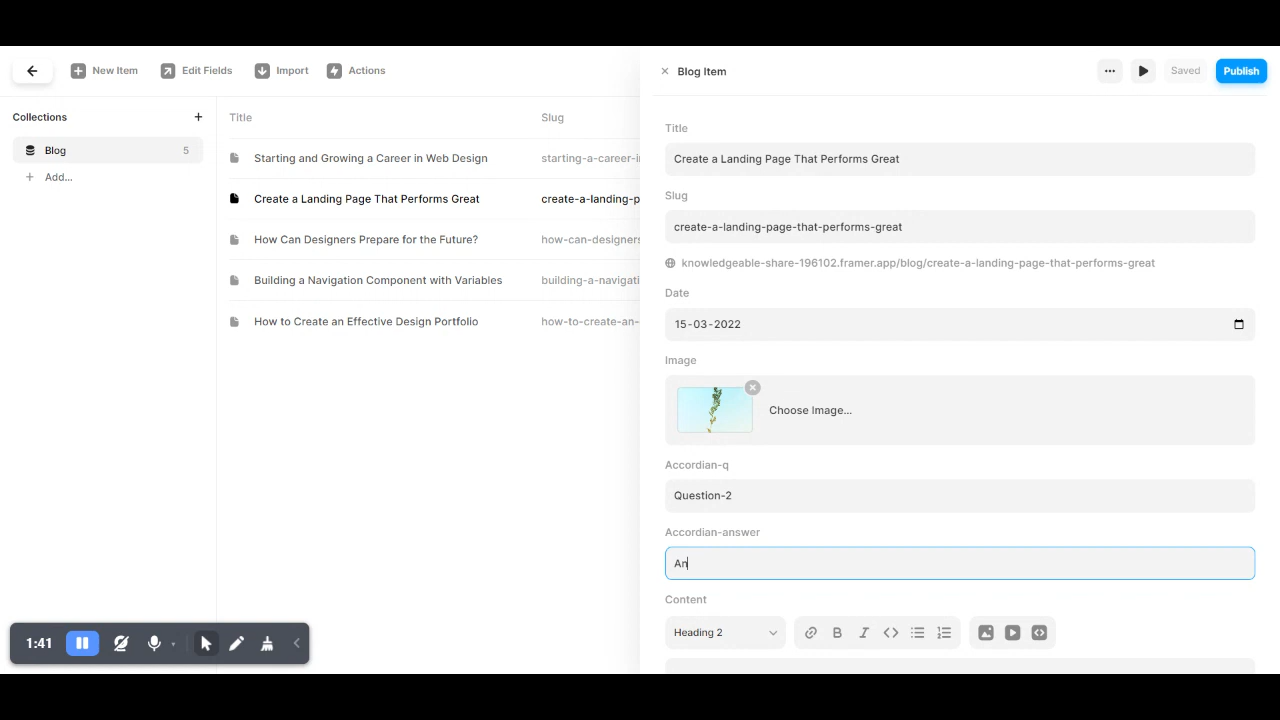 New Item
Edit Fields
Import
Actions
Collections
Blog 5
Add...
Title Slug
Starting and Growing a Career in Web Design starting-a-career-i
Create a Landing Page That Performs Great create-a-landing-p
How Can Designers Prepare for the Future? how-can-designers
Building a Navigation Component with Variables building-a-navigati
How to Create an Effective Design Portfolio how-to-create-an-
Blog Item
Saved
Publish
Title
Create a Landing Page That Performs Great
Slug
create-a-landing-page-that-performs-great
knowledgeable-share-196102.framer.app/blog/create-a-landing-page-that-performs-great
Date
15-03-2022
Image
Choose Image...
Accordian-q
Question-2
Accordian-answer
An
Content
Heading 2
B I
1:41